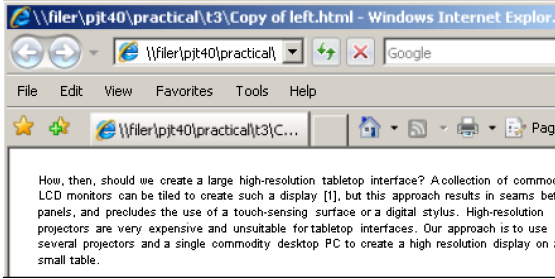 \\filer\pjt40\practical\t3\Copy of left.html - Windows Internet Explor
\\filer\pjt40\practical\ Google
File Edit View Favorites Tools Help
\\filer\pjt40\practical\t3\C... Pag
How, then, should we create a large high-resolution tabletop interface? A collection of commo
LCD monitors can be tiled to create such a display [1], but this approach results in seams be
panels, and precludes the use of a touch-sensing surface or a digital stylus. High-resolution
projectors are very expensive and unsuitable for tabletop interfaces. Our approach is to use
several projectors and a single commodity desktop PC to create a high resolution display on
small table.